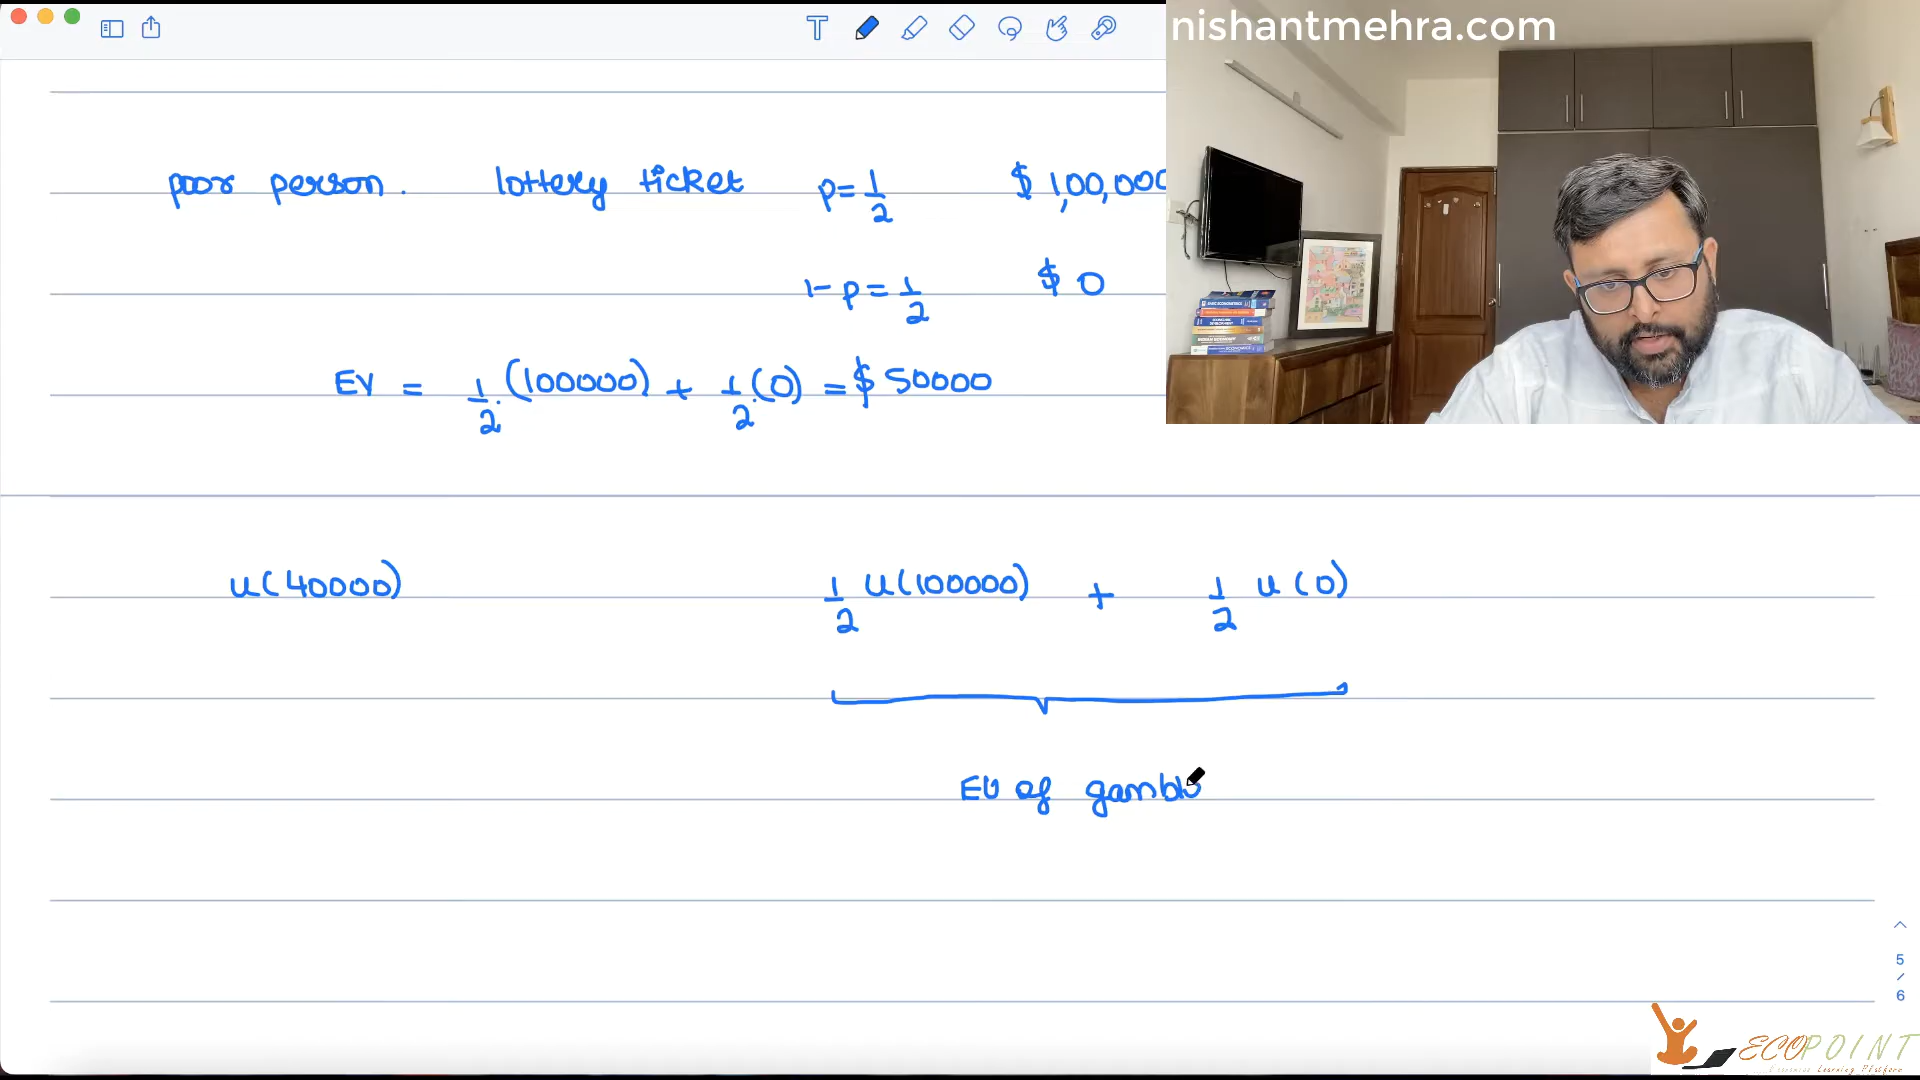 nishantmehra.com
poor person. lottery ticket p = 1/2 $ 1,00,000
1 - p = 1/2 $ 0
EV = 1/2 (100000) + 1/2 (0) = $ 50000
u(40000) 1/2 u(100000) + 1/2 u(0)
EU of gamble
5
/
6
ECOPOINT